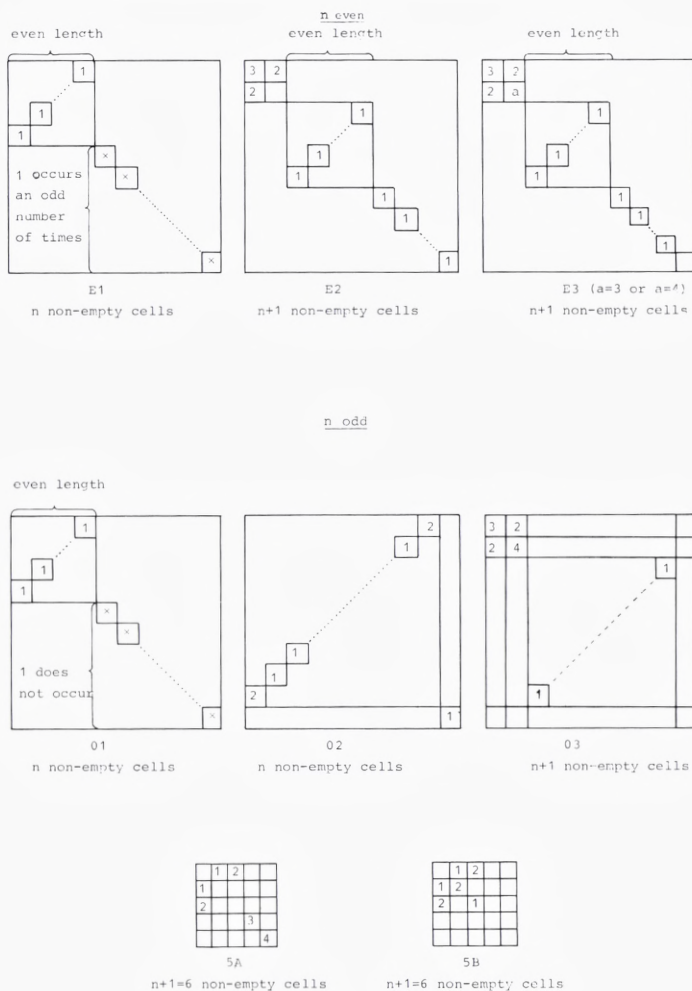 n even
even length even length even length
1 3 2 1 3 2 1
2 2 a
1 1 1
1 1 1
1 occurs × 1 1
an odd × 1 1
number
of times 1
× 1
E1 E2 E3 (a=3 or a=4)
n non-empty cells n+1 non-empty cells n+1 non-empty cells
n odd
even length
1 2 3 2
1 2 4
1 1
1
× 1
× 1
1 does
not occur 2 1
× 1
O1 O2 O3
n non-empty cells n non-empty cells n+1 non-empty cells
1 2 1 2
1 1 2
2 2 1
3
4
5A 5B
n+1=6 non-empty cells n+1=6 non-empty cells